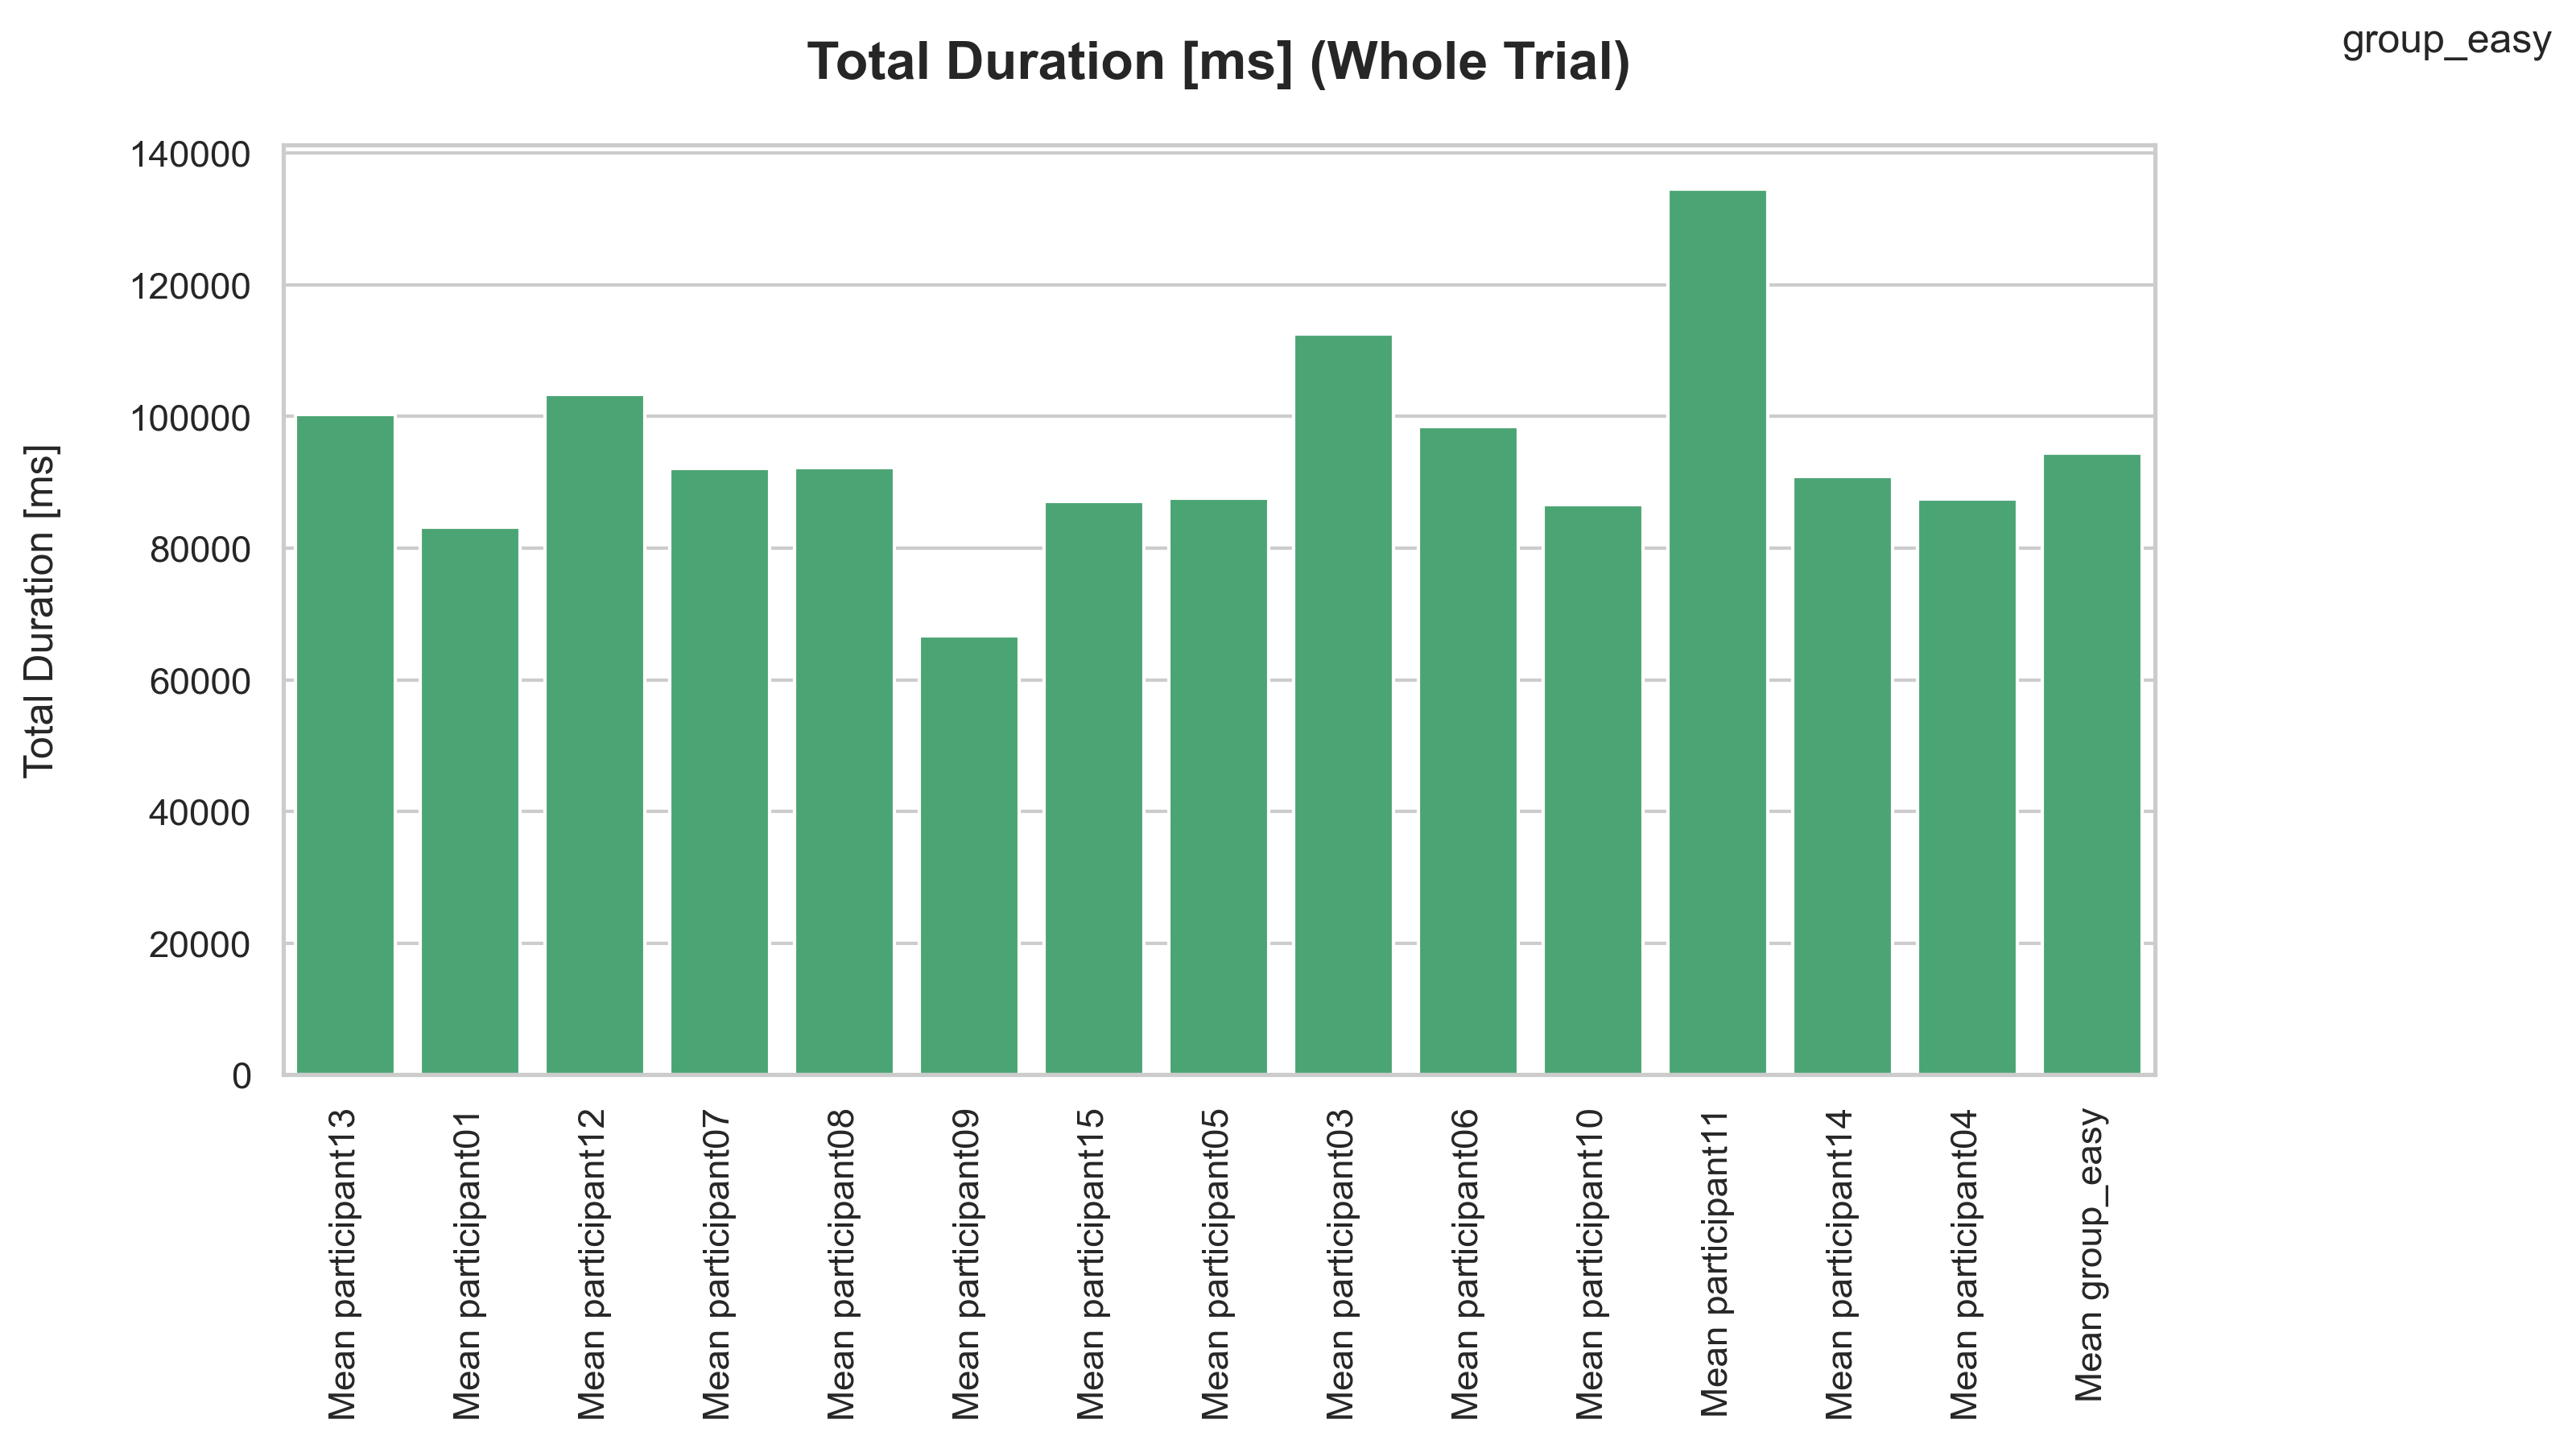 group_easy
Total Duration [ms] (Whole Trial)
Total Duration [ms]
140000
120000
100000
80000
60000
40000
20000
0
Mean participant13
Mean participant01
Mean participant12
Mean participant07
Mean participant08
Mean participant09
Mean participant15
Mean participant05
Mean participant03
Mean participant06
Mean participant10
Mean participant11
Mean participant14
Mean participant04
Mean group_easy